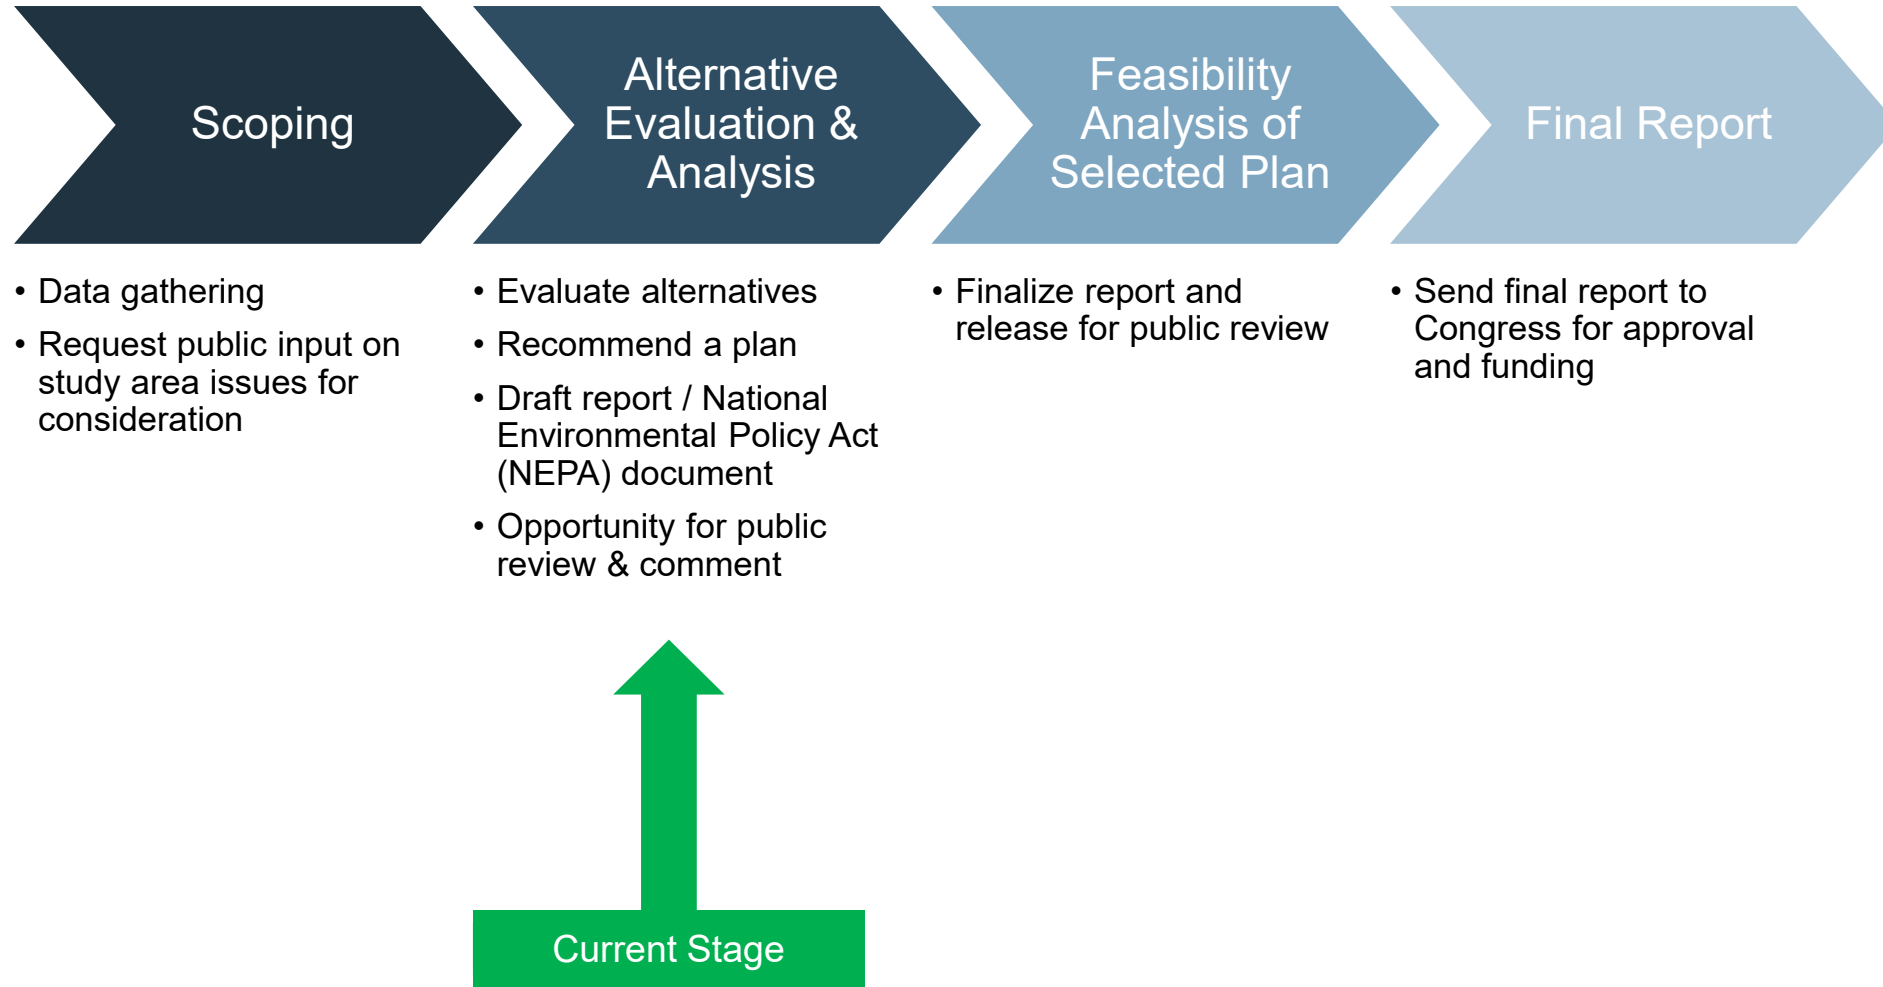 Scoping
Alternative
Evaluation &
Analysis
Feasibility
Analysis of
Selected Plan
Final Report
• Data gathering
• Request public input on
study area issues for
consideration
• Evaluate alternatives
• Recommend a plan
• Draft report / National
Environmental Policy Act
(NEPA) document
• Opportunity for public
review & comment
• Finalize report and
release for public review
• Send final report to
Congress for approval
and funding
Current Stage